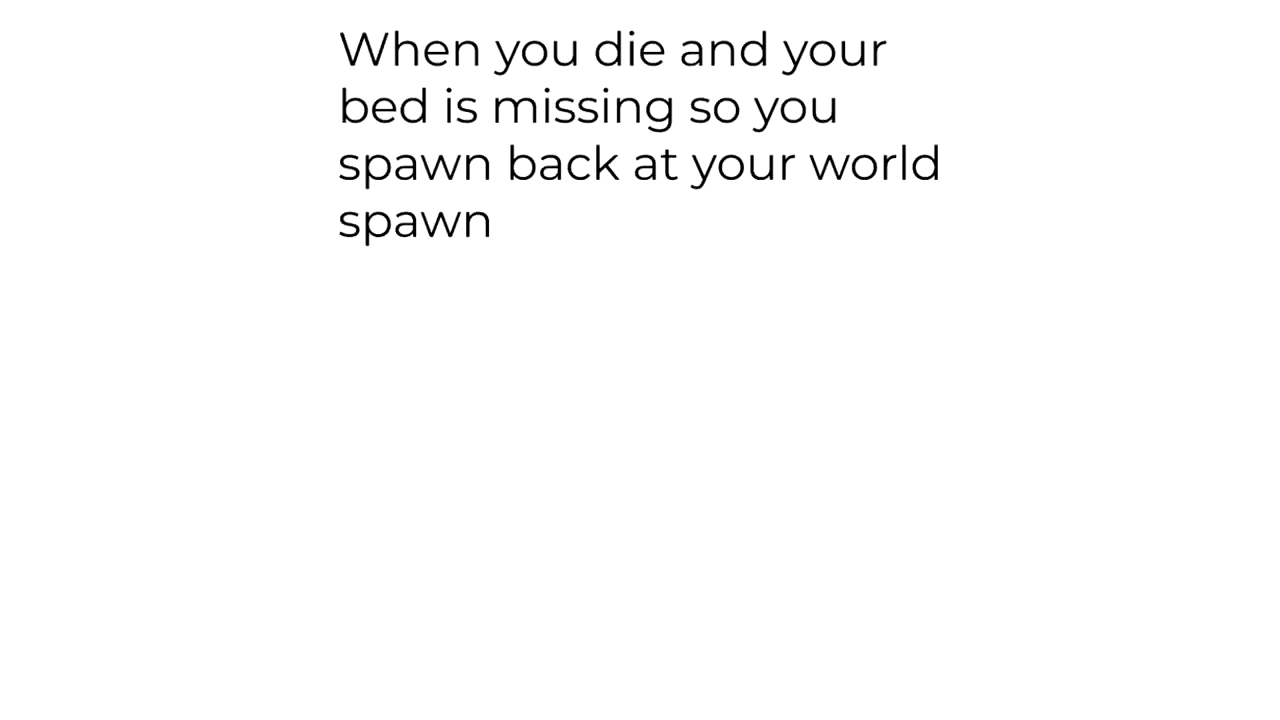 When you die and your
bed is missing so you
spawn back at your world
spawn